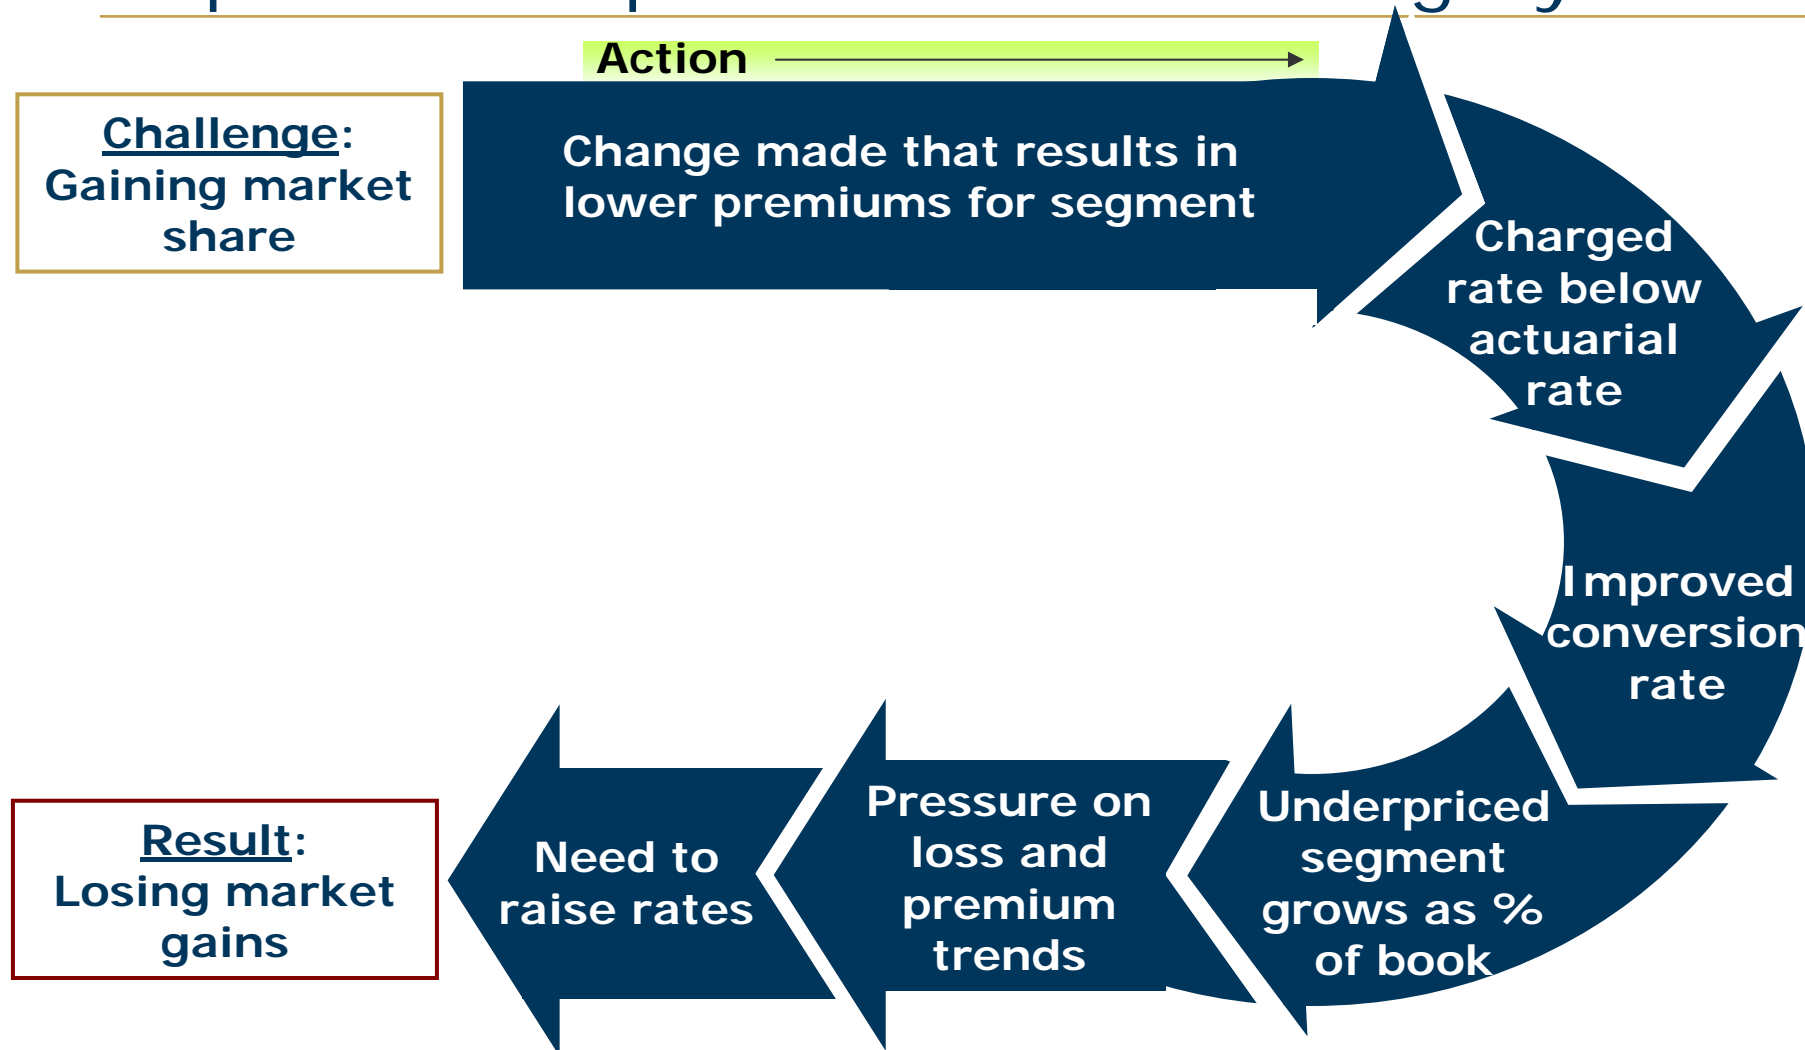 Action
Challenge:
Gaining market
share
Change made that results in
lower premiums for segment
Charged
rate below
actuarial
rate
Improved
conversion
rate
Underpriced
segment
grows as %
of book
Pressure on
loss and
premium
trends
Need to
raise rates
Result:
Losing market
gains